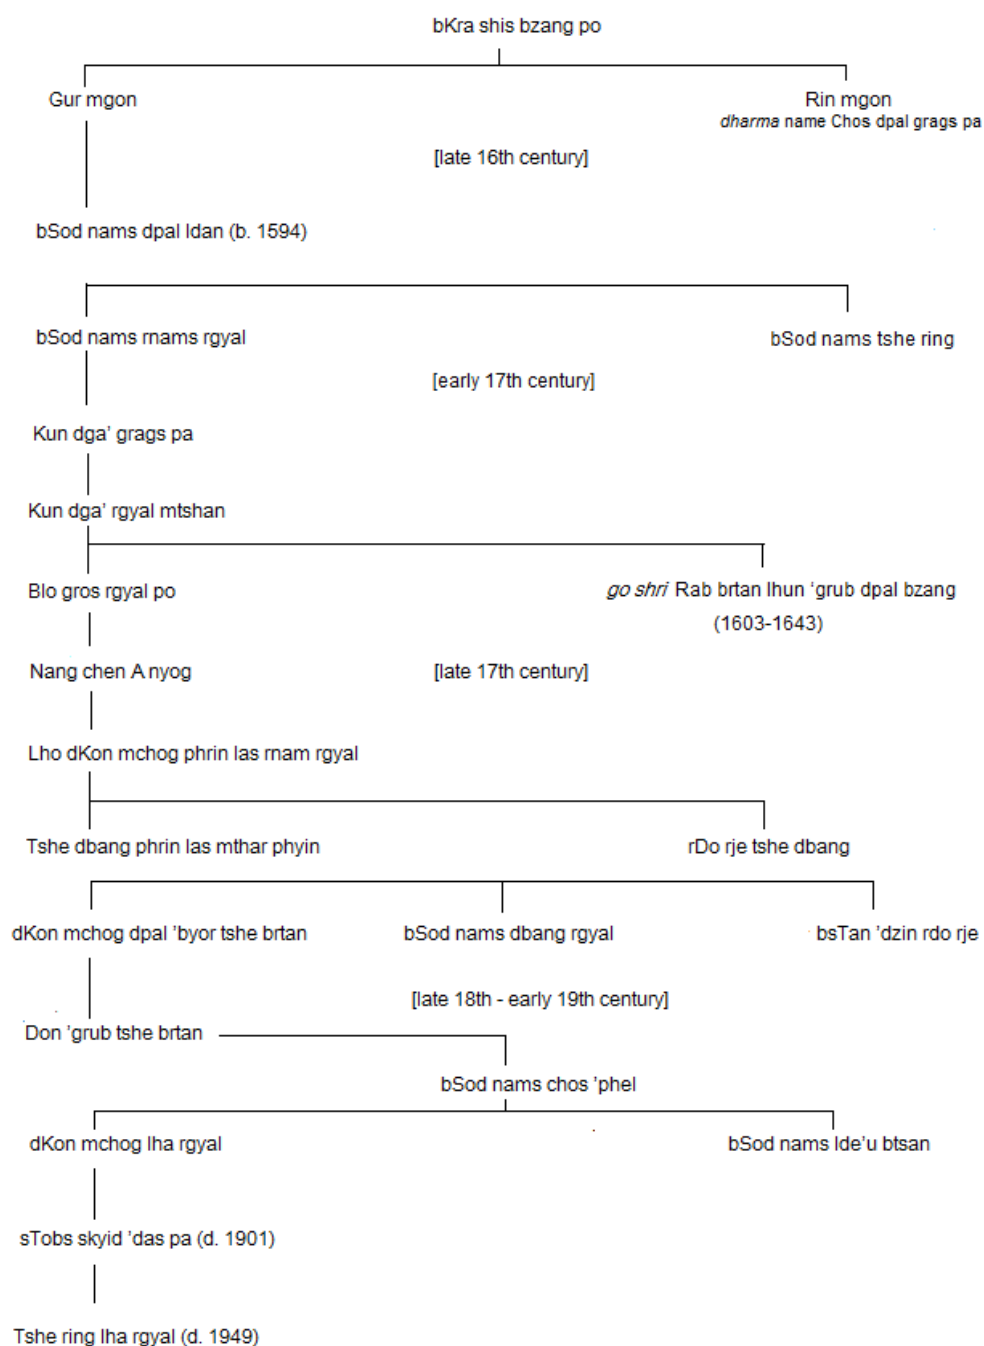 bKra shis bzang po
Gur mgon
Rin mgon
dharma name Chos dpal grags pa
[late 16th century]
bSod nams dpal ldan (b. 1594)
bSod nams rnams rgyal
bSod nams tshe ring
[early 17th century]
Kun dga’ grags pa
Kun dga’ rgyal mtshan
Blo gros rgyal po
go shri Rab brtan lhun ‘grub dpal bzang
(1603-1643)
Nang chen A nyog
[late 17th century]
Lho dKon mchog phrin las rnam rgyal
Tshe dbang phrin las mthar phyin
rDo rje tshe dbang
dKon mchog dpal ’byor tshe brtan
bSod nams dbang rgyal
bsTan ’dzin rdo rje
[late 18th - early 19th century]
Don ’grub tshe brtan
bSod nams chos ’phel
dKon mchog lha rgyal
bSod nams lde’u btsan
sTobs skyid ’das pa (d. 1901)
Tshe ring lha rgyal (d. 1949)